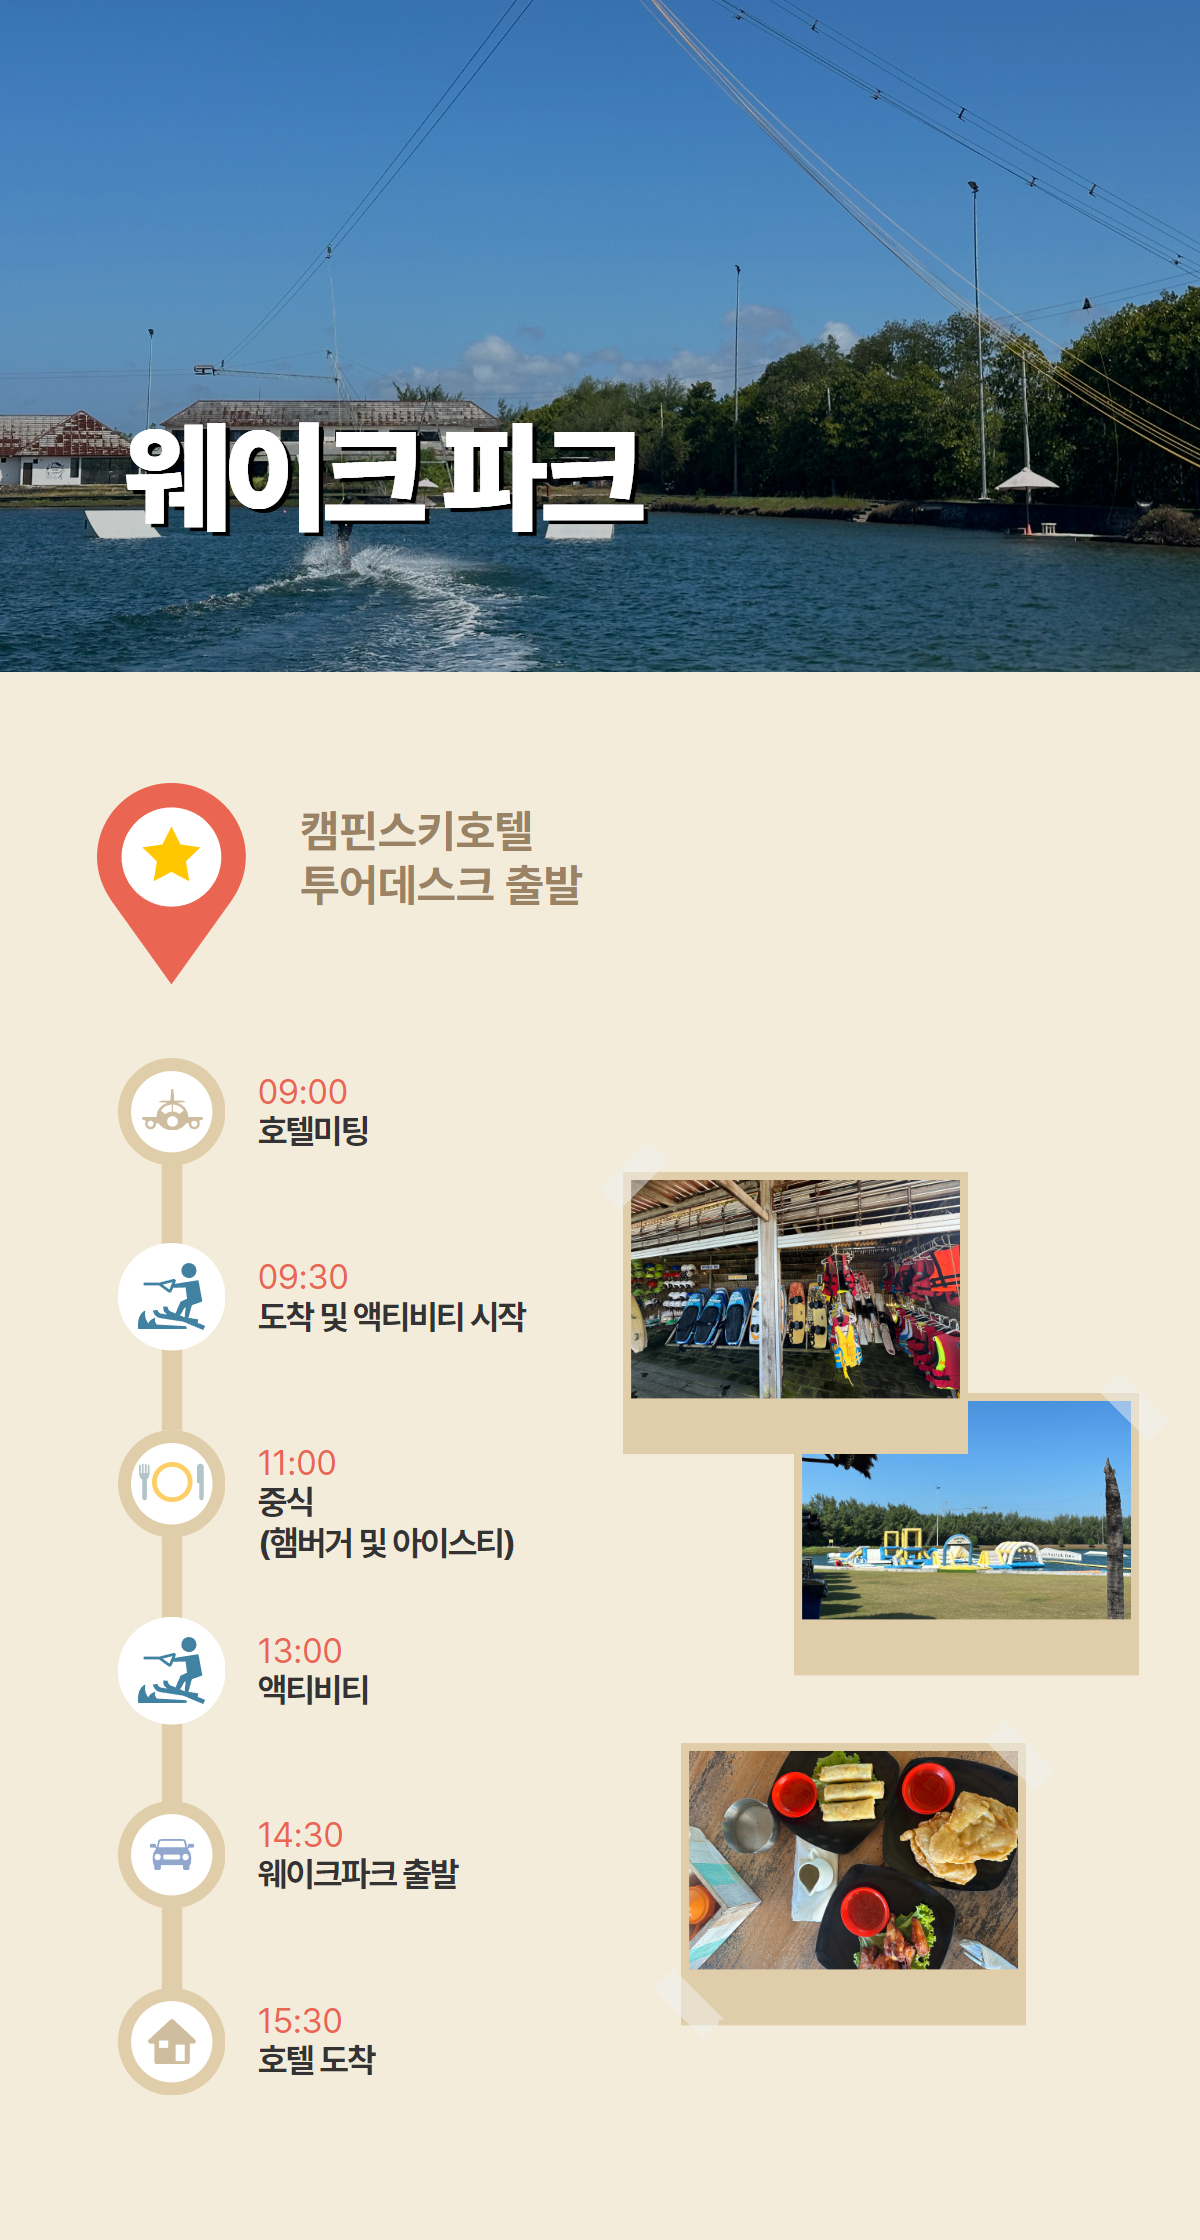 웨이크 파크
캠핀스키호텔
투어데스크 출발
09:00
호텔미팅
09:30
도착 및 액티비티 시작
11:00
중식
(햄버거 및 아이스티)
13:00
액티비티
14:30
웨이크파크 출발
15:30
호텔 도착